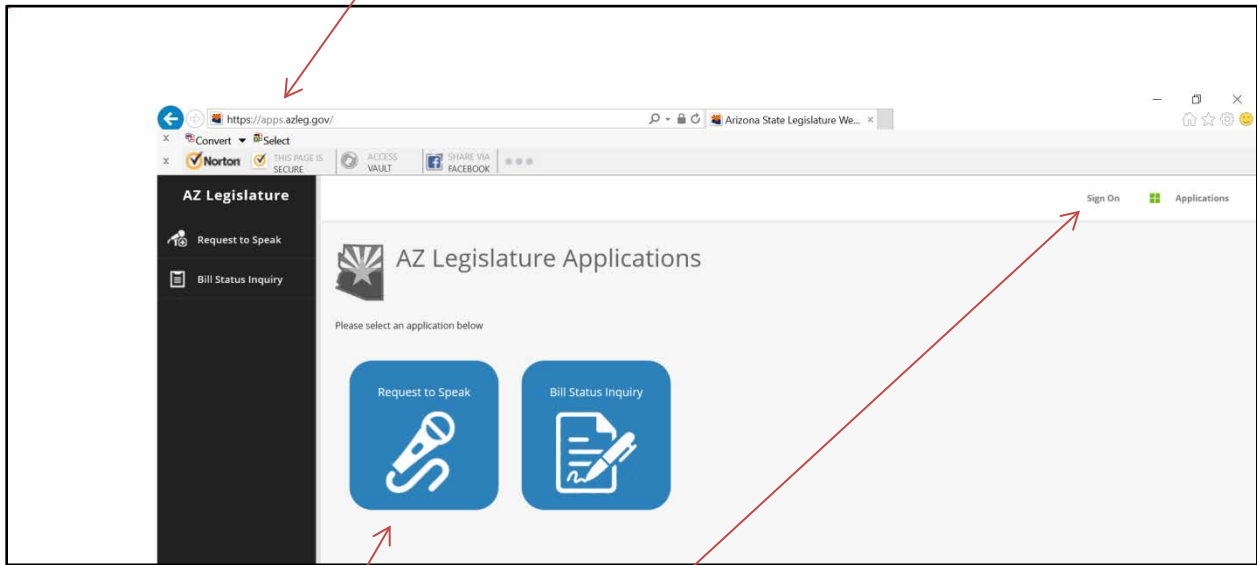 https://apps.azleg.gov/
Arizona State Legislature We...
Convert Select
Norton THIS PAGE IS SECURE ACCESS VAULT SHARE VIA FACEBOOK
AZ Legislature
Sign On Applications
Request to Speak
Bill Status Inquiry
AZ Legislature Applications
Please select an application below
Request to Speak
Bill Status Inquiry